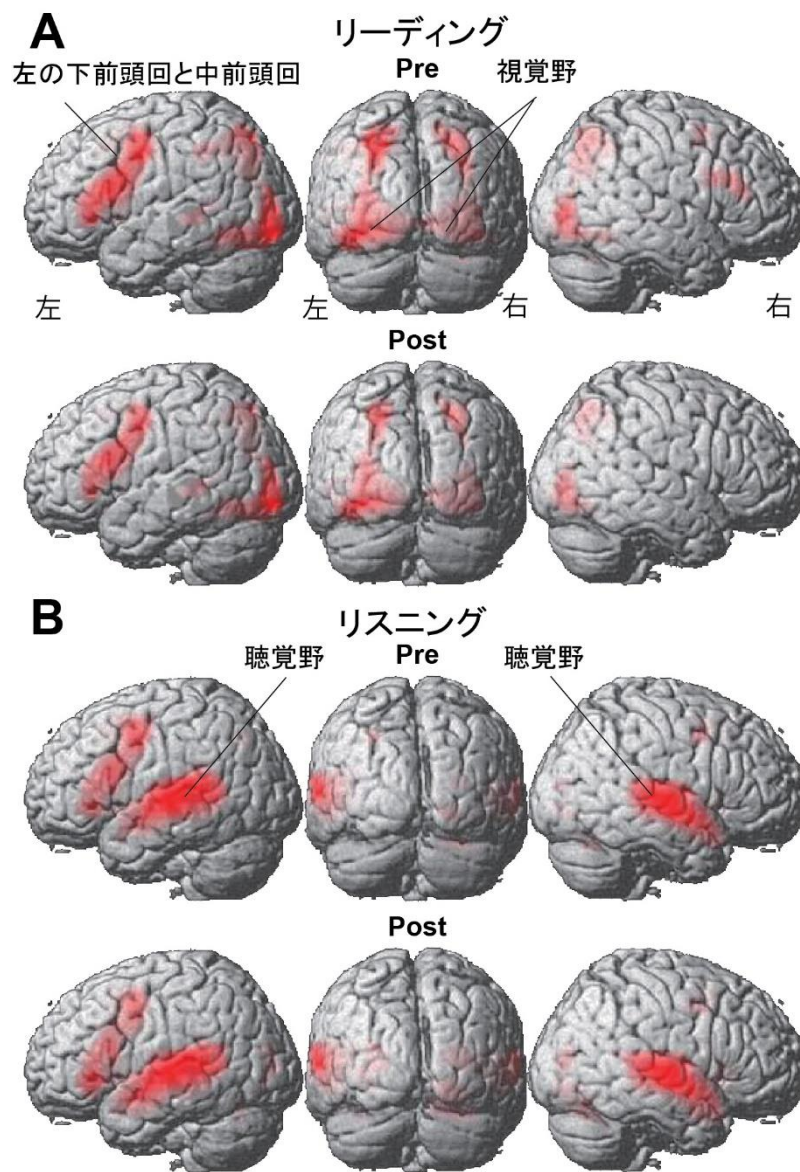 A
リーディング
Pre
左の下前頭回と中前頭回
視覚野
左
左
右
右
Post
B
リスニング
Pre
聴覚野
聴覚野
Post